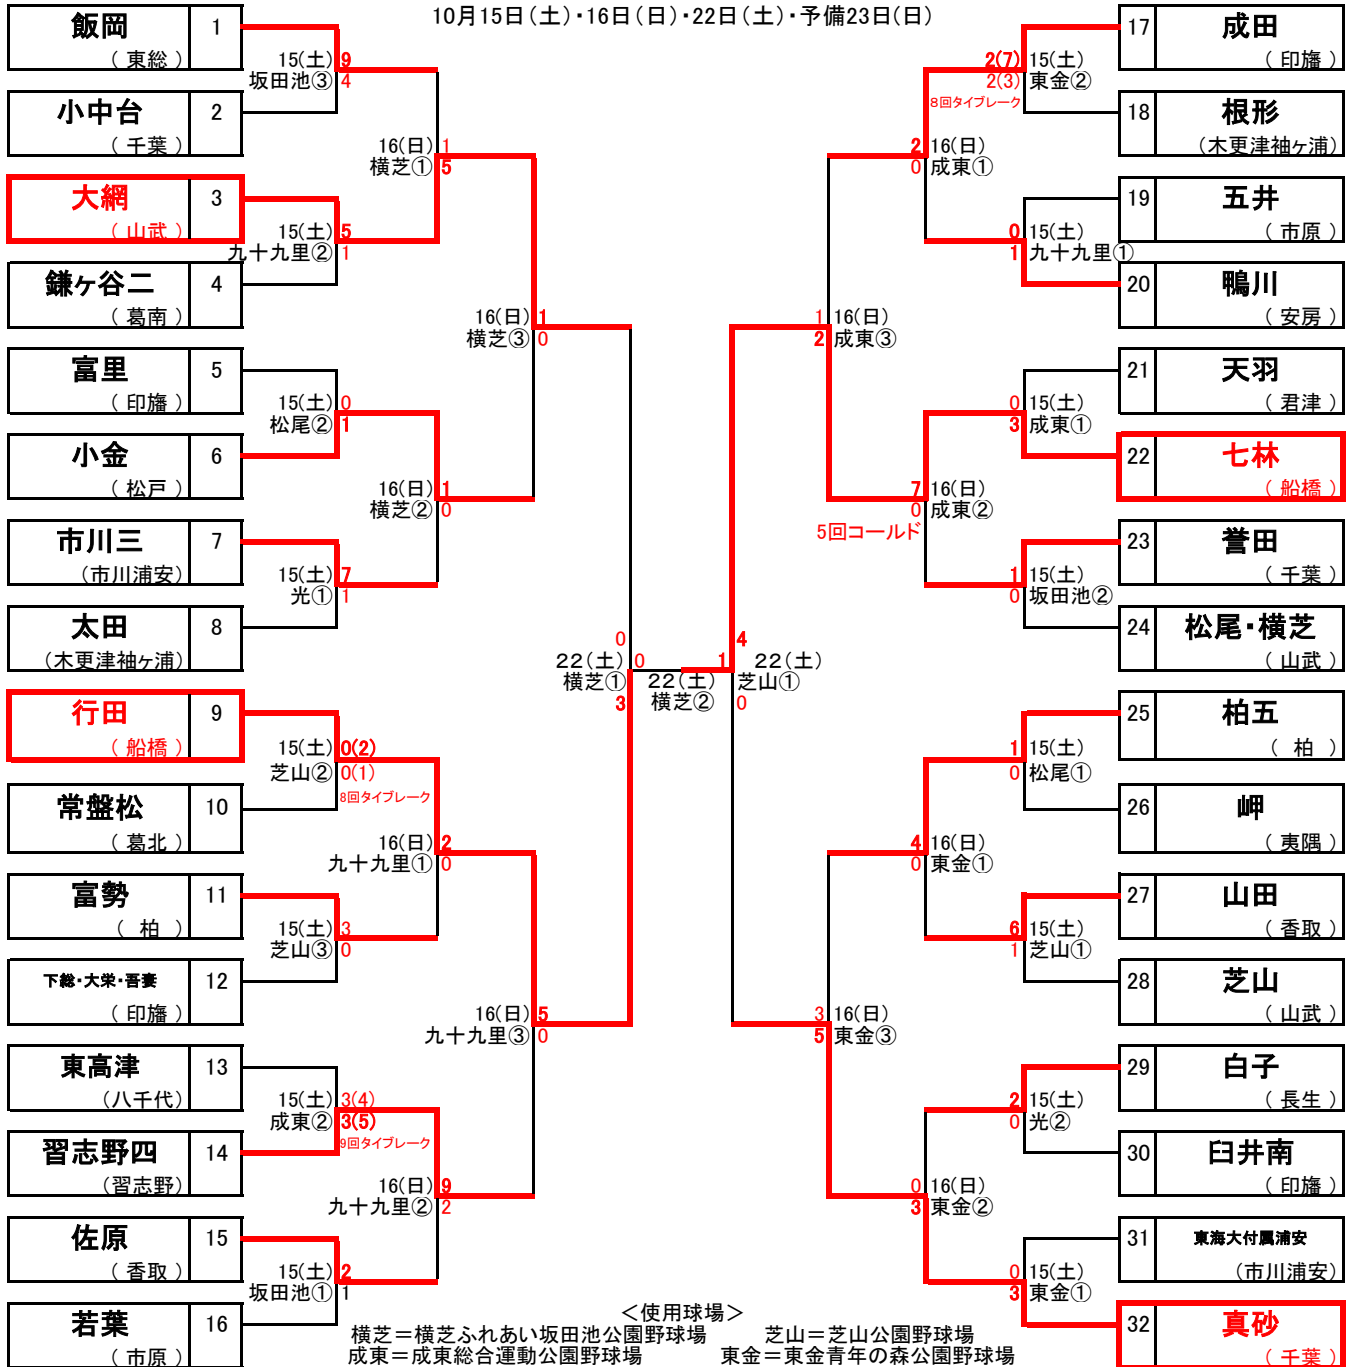 10月15日(土)・16日(日)・22日(土)・予備23日(日)
飯岡 1
(東総)
小中台 2
(千葉)
大網 3
(山武)
鎌ヶ谷二 4
(葛南)
富里 5
(印旛)
小金 6
(松戸)
市川三 7
(市川浦安)
太田 8
(木更津袖ヶ浦)
行田 9
(船橋)
常盤松 10
(葛北)
富勢 11
(柏)
下総・大栄・吾妻 12
(印旛)
東高津 13
(八千代)
習志野四 14
(習志野)
佐原 15
(香取)
若葉 16
(市原)
15(土) 9
坂田池③ 4
15(土) 5
九十九里② 1
15(土) 0
松尾② 1
15(土) 7
光① 1
15(土) 0(2)
芝山② 0(1)
8回タイブレーク
15(土) 3
芝山③ 0
15(土) 3(4)
成東② 3(5)
9回タイブレーク
15(土) 2
坂田池① 1
16(日) 1
横芝① 5
16(日) 1
横芝② 0
16(日) 2
九十九里① 0
16(日) 9
九十九里② 2
16(日) 1
横芝③ 0
16(日) 5
九十九里③ 0
0
22(土)
横芝①
3
0 1
22(土)
横芝②
4
22(土)
芝山①
0
1 16(日)
2 成東③
3 16(日)
5 東金③
2 16(日)
0 成東①
7 16(日)
0 成東②
5回コールド
4 16(日)
0 東金①
0 16(日)
3 東金②
2(7) 15(土)
2(3) 東金②
8回タイブレーク
0 15(土)
1 九十九里①
0 15(土)
3 成東①
1 15(土)
0 坂田池②
1 15(土)
0 松尾①
6 15(土)
1 芝山①
2 15(土)
0 光②
0 15(土)
3 東金①
17 成田
(印旛)
18 根形
(木更津袖ヶ浦)
19 五井
(市原)
20 鴨川
(安房)
21 天羽
(君津)
22 七林
(船橋)
23 誉田
(千葉)
24 松尾・横芝
(山武)
25 柏五
(柏)
26 岬
(夷隅)
27 山田
(香取)
28 芝山
(山武)
29 白子
(長生)
30 臼井南
(印旛)
31 東海大付属浦安
(市川浦安)
32 真砂
(千葉)
＜使用球場＞
横芝＝横芝ふれあい坂田池公園野球場 芝山＝芝山公園野球場
成東＝成東総合運動公園野球場 東金＝東金青年の森公園野球場